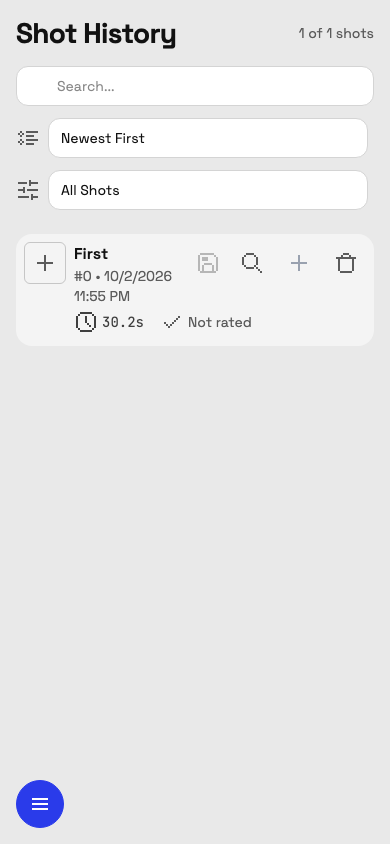 Shot History
1 of 1 shots
Search...
Newest First
All Shots
First
#0 • 10/2/2026
11:55 PM
30.2s
Not rated